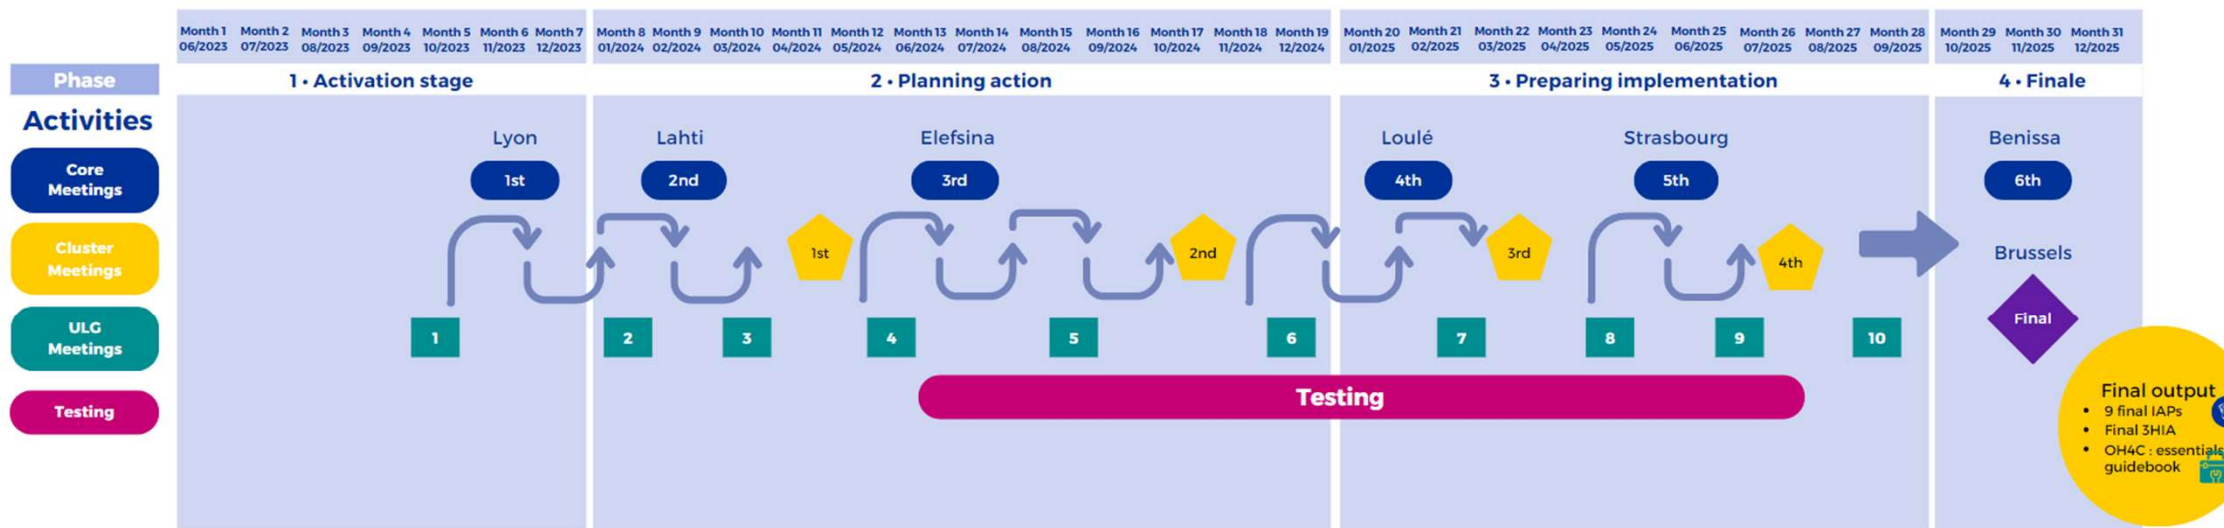 Month 1 Month 2 Month 3 Month 4 Month 5 Month 6 Month 7 Month 8 Month 9 Month 10 Month 11 Month 12 Month 13 Month 14 Month 15 Month 16 Month 17 Month 18 Month 19 Month 20 Month 21 Month 22 Month 23 Month 24 Month 25 Month 26 Month 27 Month 28 Month 29 Month 30 Month 31
06/2023 07/2023 08/2023 09/2023 10/2023 11/2023 12/2023 01/2024 02/2024 03/2024 04/2024 05/2024 06/2024 07/2024 08/2024 09/2024 10/2024 11/2024 12/2024 01/2025 02/2025 03/2025 04/2025 05/2025 06/2025 07/2025 08/2025 09/2025 10/2025 11/2025 12/2025
Phase
1 • Activation stage
2 • Planning action
3 • Preparing implementation
4 • Finale
Activities
Lyon
Lahti
Elefsina
Loulé
Strasbourg
Benissa
Core
Meetings
1st
2nd
3rd
4th
5th
6th
Cluster
Meetings
1st
2nd
3rd
4th
Brussels
ULG
Meetings
1
2
3
4
5
6
7
8
9
10
Final
Testing
Testing
Final output
• 9 final IAPs
• Final 3HIA
• OH4C : essentials
guidebook